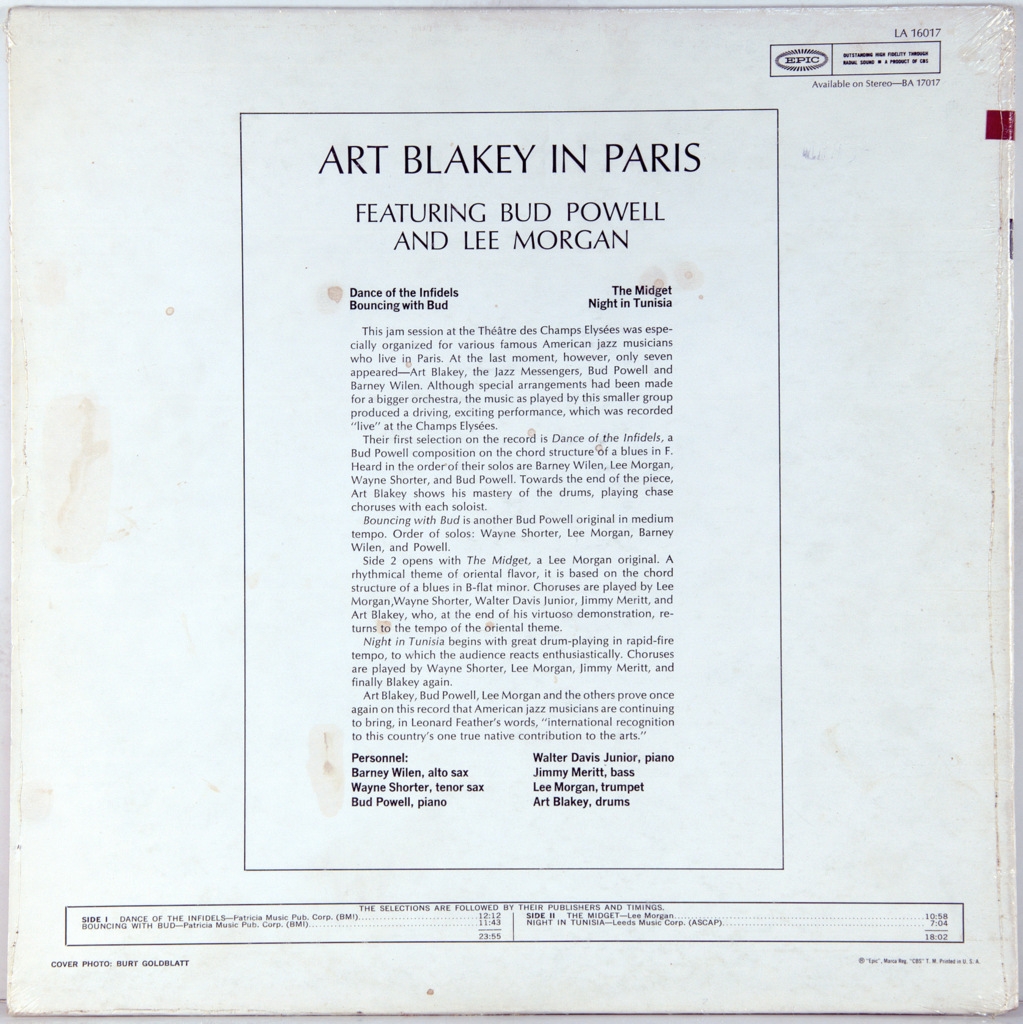 LA 16017
EPIC
OUTSTANDING HIGH FIDELITY THROUGH
RADIAL SOUND A PRODUCT OF CBS
Available on Stereo—BA 17017
ART BLAKEY IN PARIS
FEATURING BUD POWELL
AND LEE MORGAN
Dance of the Infidels
Bouncing with Bud
The Midget
Night in Tunisia
This jam session at the Théâtre des Champs Elysées was espe-
cially organized for various famous American jazz musicians
who live in Paris. At the last moment, however, only seven
appeared—Art Blakey, the Jazz Messengers, Bud Powell and
Barney Wilen. Although special arrangements had been made
for a bigger orchestra, the music as played by this smaller group
produced a driving, exciting performance, which was recorded
"live" at the Champs Elysées.
Their first selection on the record is Dance of the Infidels, a
Bud Powell composition on the chord structure of a blues in F.
Heard in the order of their solos are Barney Wilen, Lee Morgan,
Wayne Shorter, and Bud Powell. Towards the end of the piece,
Art Blakey shows his mastery of the drums, playing chase
choruses with each soloist.
Bouncing with Bud is another Bud Powell original in medium
tempo. Order of solos: Wayne Shorter, Lee Morgan, Barney
Wilen, and Powell.
Side 2 opens with The Midget, a Lee Morgan original. A
rhythmical theme of oriental flavor, it is based on the chord
structure of a blues in B-flat minor. Choruses are played by Lee
Morgan,Wayne Shorter, Walter Davis Junior, Jimmy Meritt, and
Art Blakey, who, at the end of his virtuoso demonstration, re-
turns to the tempo of the oriental theme.
Night in Tunisia begins with great drum-playing in rapid-fire
tempo, to which the audience reacts enthusiastically. Choruses
are played by Wayne Shorter, Lee Morgan, Jimmy Meritt, and
finally Blakey again.
Art Blakey, Bud Powell, Lee Morgan and the others prove once
again on this record that American jazz musicians are continuing
to bring, in Leonard Feather's words, "international recognition
to this country's one true native contribution to the arts."
Personnel:
Barney Wilen, alto sax
Wayne Shorter, tenor sax
Bud Powell, piano
Walter Davis Junior, piano
Jimmy Meritt, bass
Lee Morgan, trumpet
Art Blakey, drums
THE SELECTIONS ARE FOLLOWED BY THEIR PUBLISHERS AND TIMINGS.
SIDE I DANCE OF THE INFIDELS—Patricia Music Pub. Corp. (BMI) 12:12
BOUNCING WITH BUD—Patricia Music Pub. Corp. (BMI) 11:43
23:55
SIDE II THE MIDGET—Lee Morgan 10:58
NIGHT IN TUNISIA—Leeds Music Corp. (ASCAP) 7:04
18:02
COVER PHOTO: BURT GOLDBLATT
® "Epic", Marca Reg. "CBS" T. M. Printed in U. S. A.